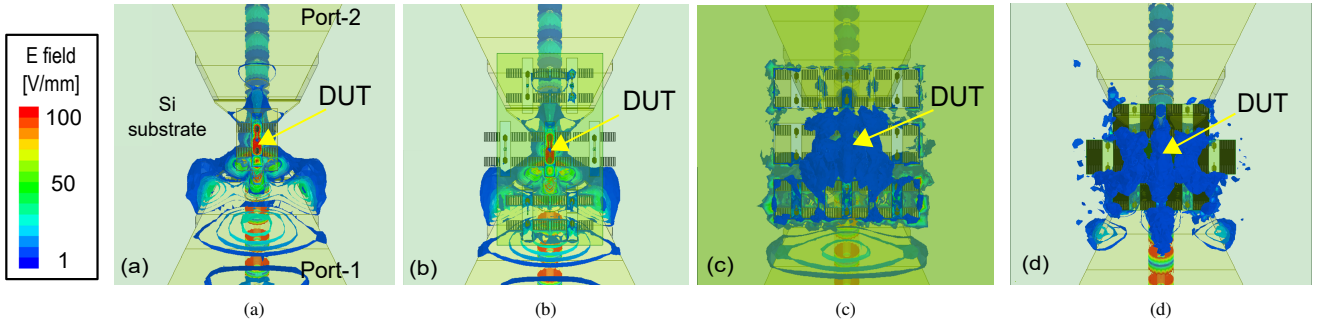 E field
[V/mm]
100
50
1
Port-2
DUT
Si
substrate
Port-1
(a)
DUT
(b)
DUT
(c)
DUT
(d)
(a)
(b)
(c)
(d)